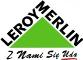 LEROY MERLIN
Z Nami Się Uda